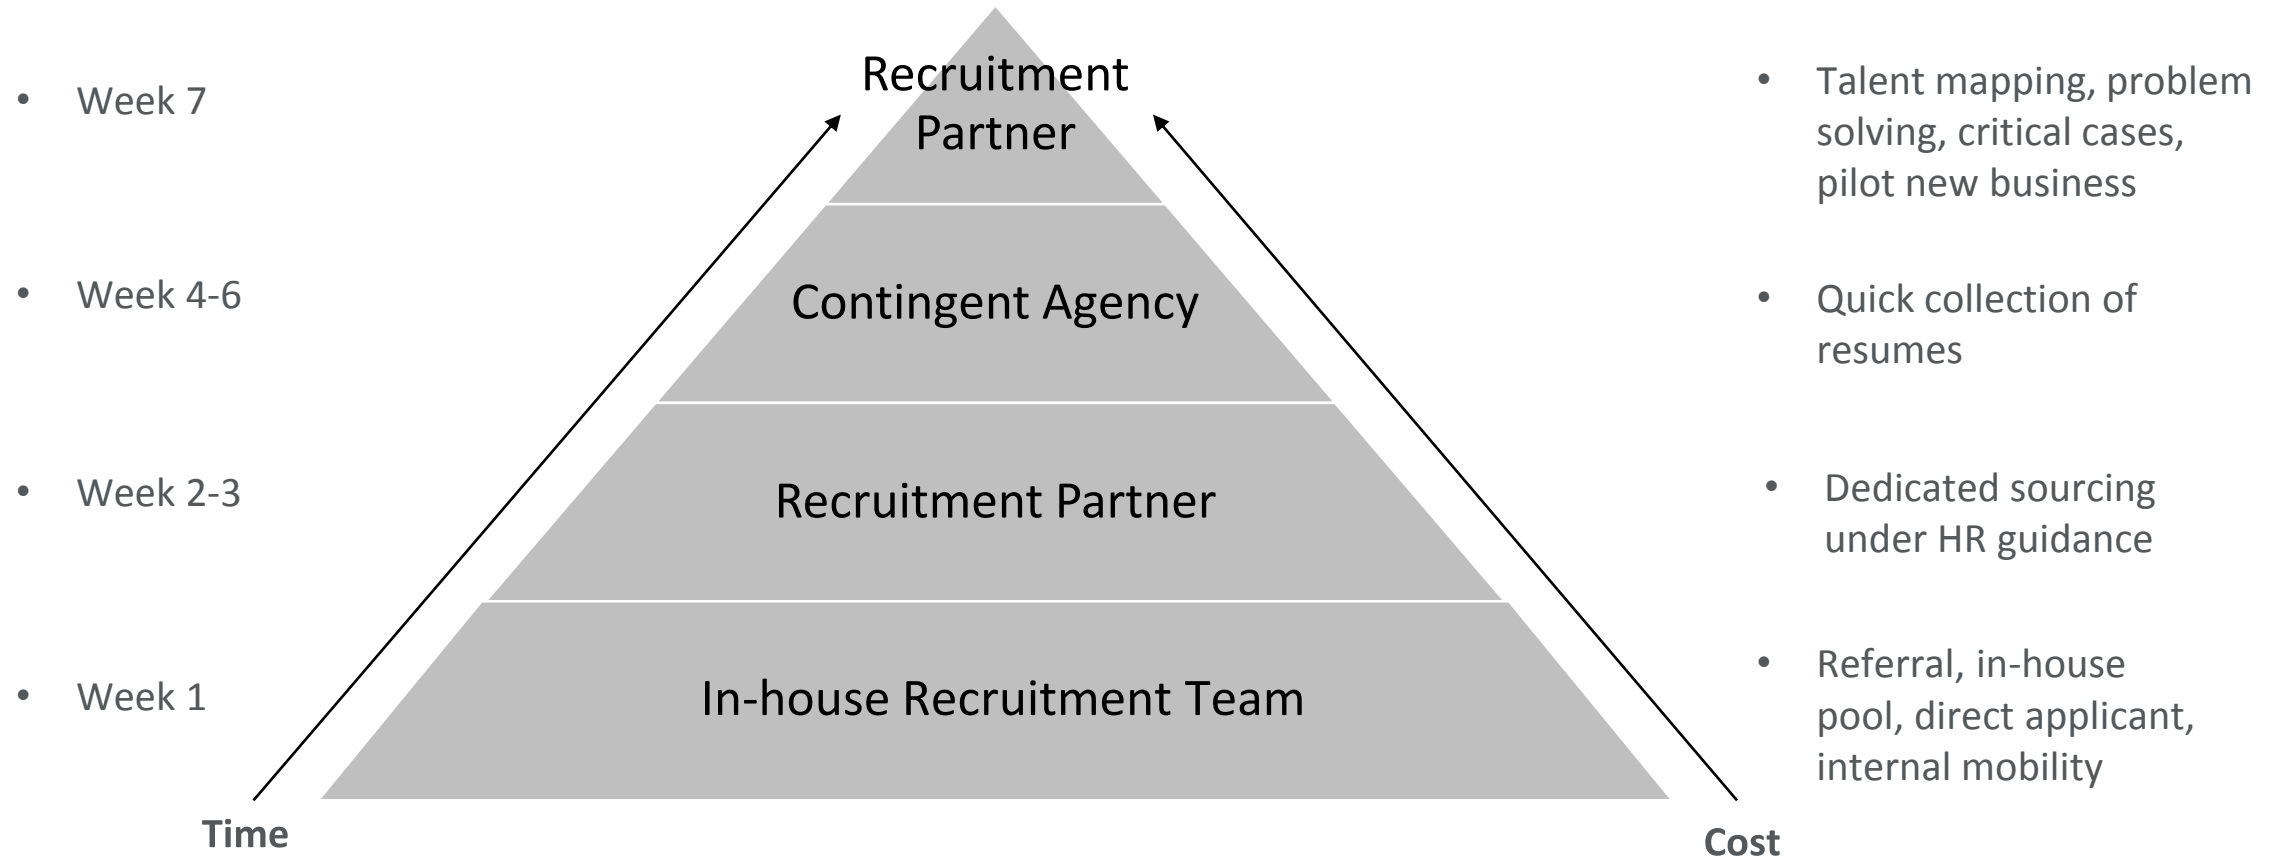 Recruitment
Partner
• Week 7
• Talent mapping, problem
solving, critical cases,
pilot new business
• Week 4-6
Contingent Agency
• Quick collection of
resumes
• Week 2-3
Recruitment Partner
• Dedicated sourcing
under HR guidance
• Week 1
In-house Recruitment Team
• Referral, in-house
pool, direct applicant,
internal mobility
Time
Cost